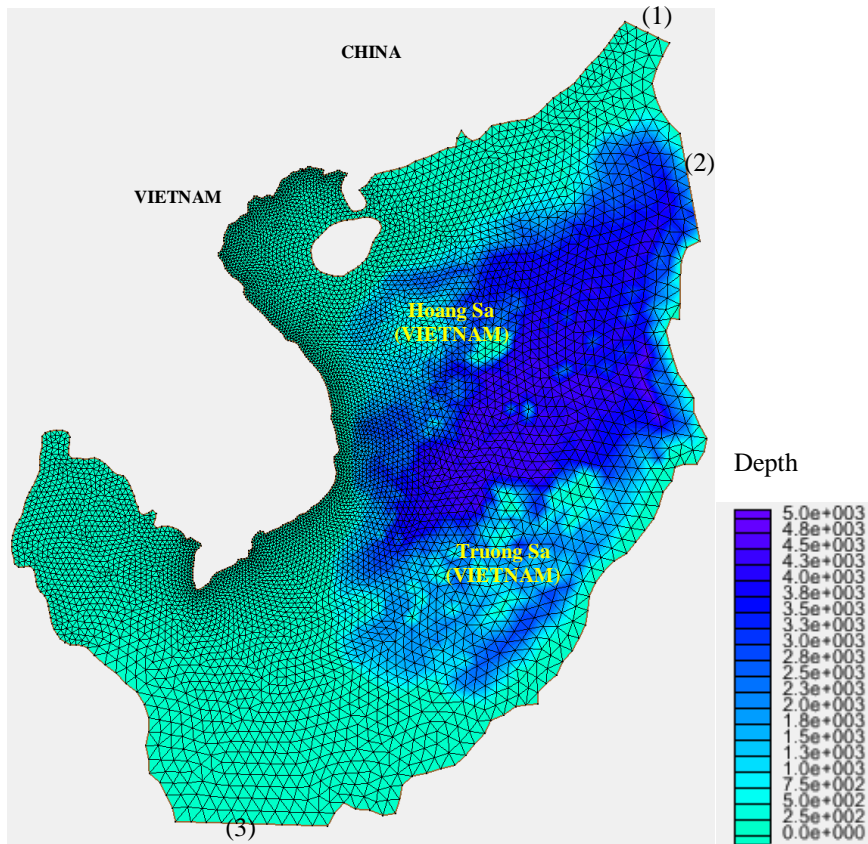 (1)
CHINA
(2)
VIETNAM
Hoang Sa
(VIETNAM)
Truong Sa
(VIETNAM)
(3)
Depth
5.0e+003
4.8e+003
4.5e+003
4.3e+003
4.0e+003
3.8e+003
3.5e+003
3.3e+003
3.0e+003
2.8e+003
2.5e+003
2.3e+003
2.0e+003
1.8e+003
1.5e+003
1.3e+003
1.0e+003
7.5e+002
5.0e+002
2.5e+002
0.0e+000